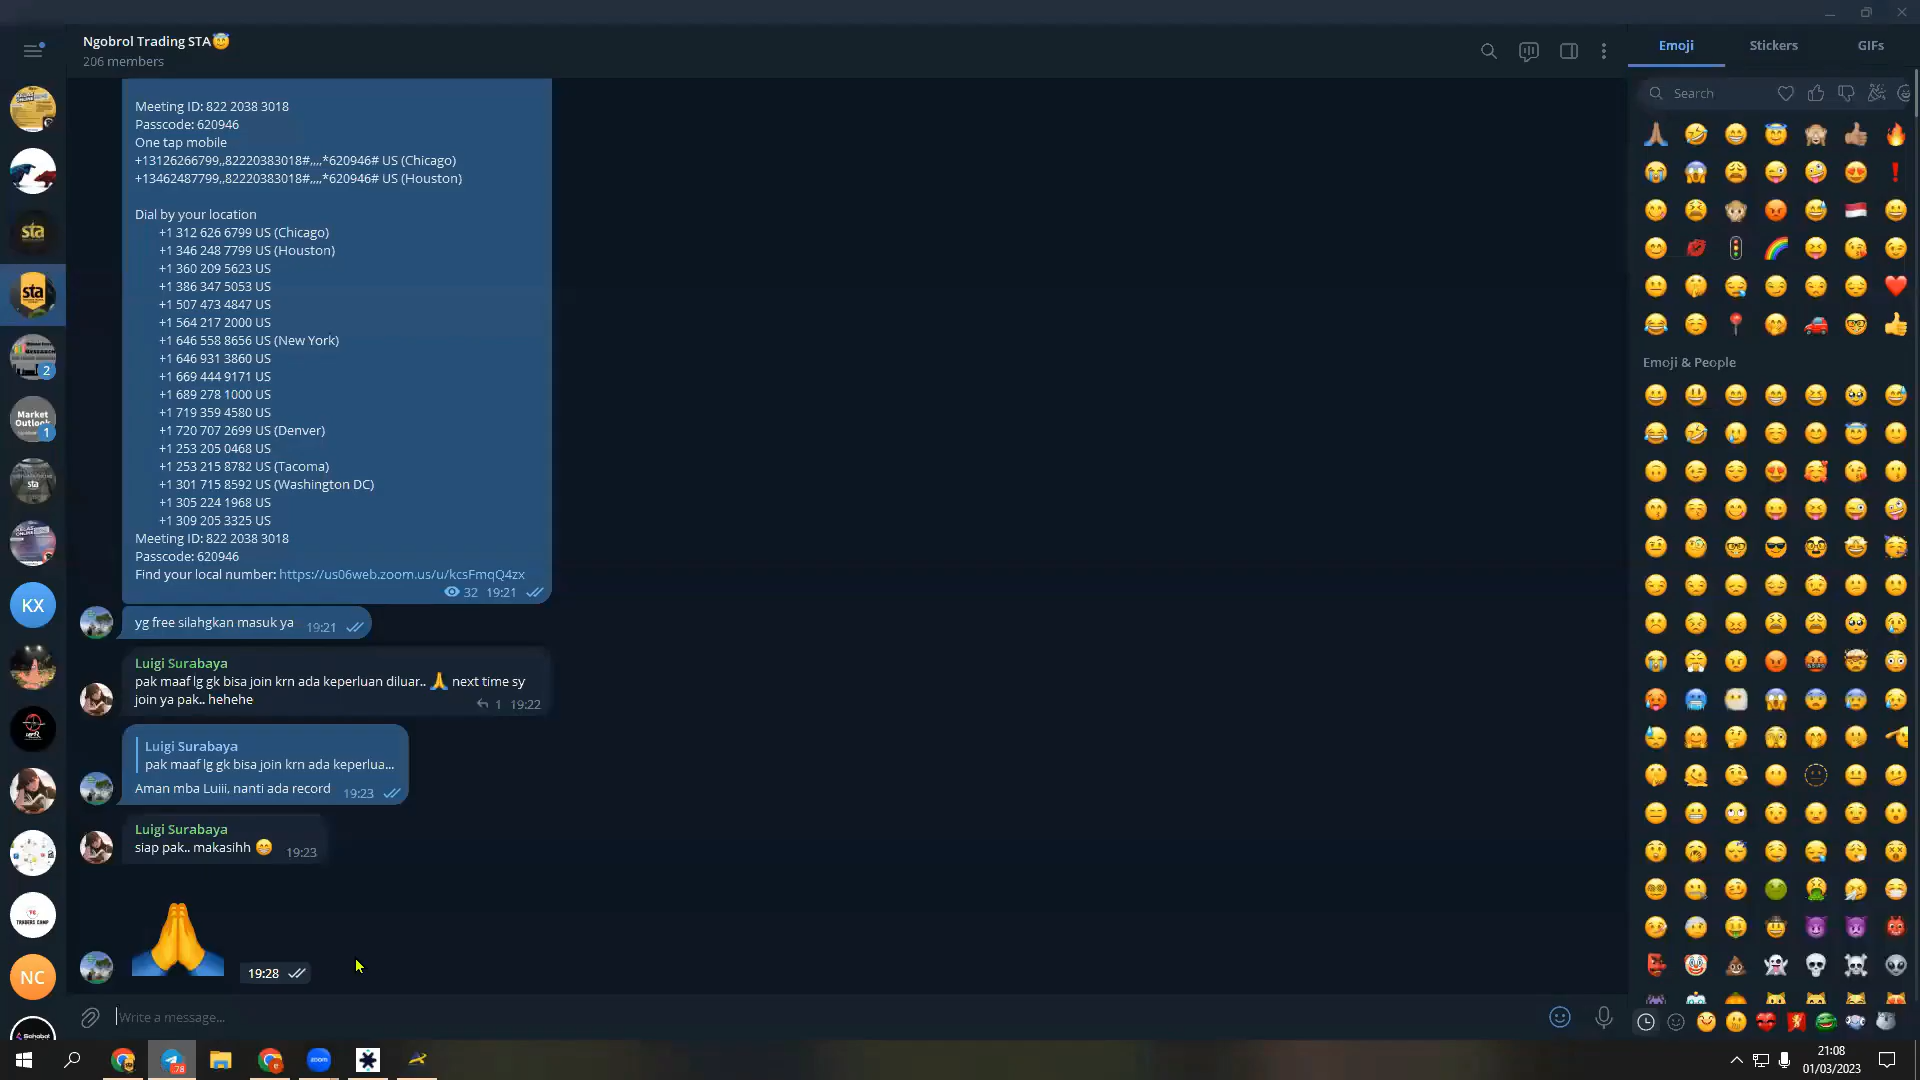 Ngobrol Trading STA😇
206 members
Meeting ID: 822 2038 3018
Passcode: 620946
One tap mobile
+13126266799,,82220383018#,,,,*620946# US (Chicago)
+13462487799,,82220383018#,,,,*620946# US (Houston)
Dial by your location
+1 312 626 6799 US (Chicago)
+1 346 248 7799 US (Houston)
+1 360 209 5623 US
+1 386 347 5053 US
+1 507 473 4847 US
+1 564 217 2000 US
+1 646 558 8656 US (New York)
+1 646 931 3860 US
+1 669 444 9171 US
+1 689 278 1000 US
+1 719 359 4580 US
+1 720 707 2699 US (Denver)
+1 253 205 0468 US
+1 253 215 8782 US (Tacoma)
+1 301 715 8592 US (Washington DC)
+1 305 224 1968 US
+1 309 205 3325 US
Meeting ID: 822 2038 3018
Passcode: 620946
Find your local number: https://us06web.zoom.us/u/kcsFmqQ4zx
32 19:21
yg free silahgkan masuk ya 19:21
Luigi Surabaya
pak maaf lg gk bisa join krn ada keperluan diluar.. 🙏 next time sy
join ya pak.. hehehe
1 19:22
Luigi Surabaya
pak maaf lg gk bisa join krn ada keperlua...
Aman mba Luiii, nanti ada record 19:23
Luigi Surabaya
siap pak.. makasihh 😁 19:23
19:28
Write a message...
Emoji Stickers GIFs
Search
Emoji & People
sta
sta
2
Market
Outlook
1
sta
KX
TRADERS CAMP
NC
zoom
78
21:08
01/03/2023